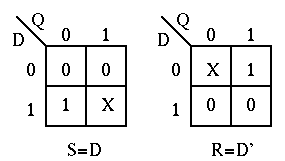 Q Q
D 0 1 D 0 1
0 0 0 0 X 1
1 1 X 1 0 0
S=D R=D’